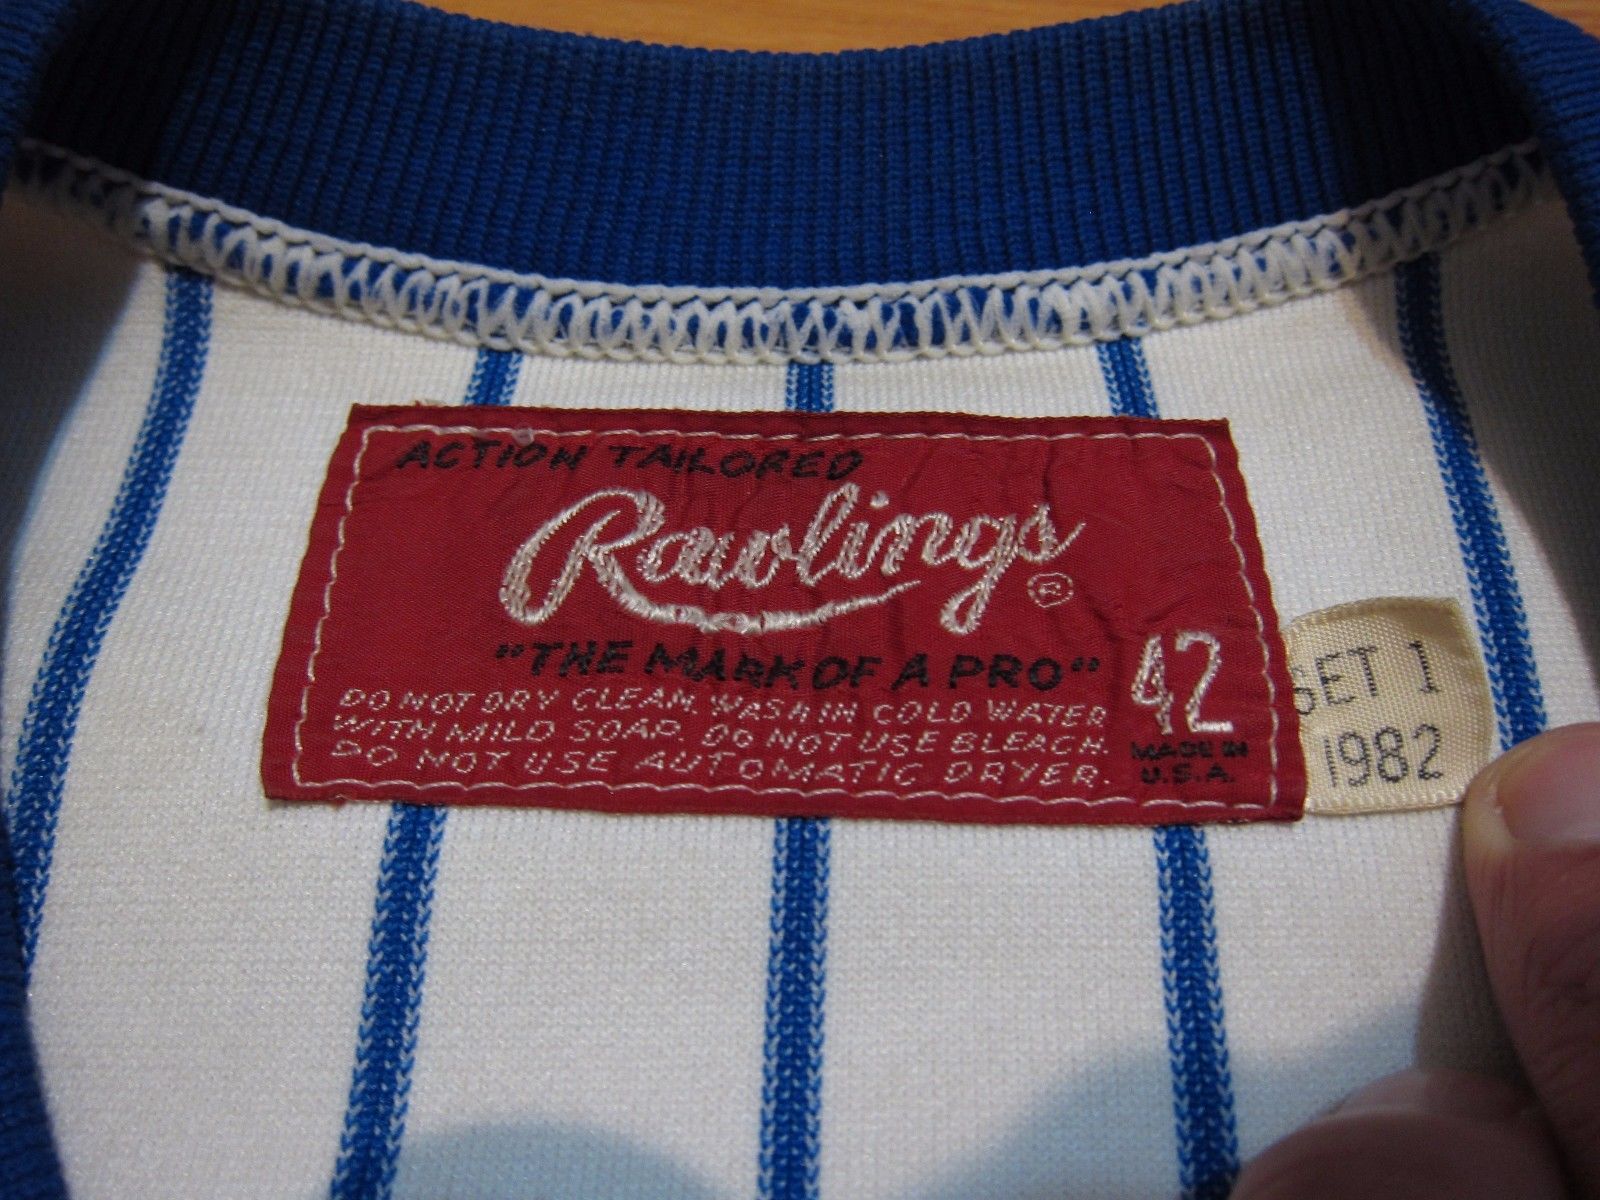 ACTION TAILORED
Rawlings ®
"THE MARK OF A PRO"
DO NOT DRY CLEAN. WASH IN COLD WATER
WITH MILD SOAP. DO NOT USE BLEACH.
DO NOT USE AUTOMATIC DRYER.
42
MADE IN
U.S.A.
SET 1
1982